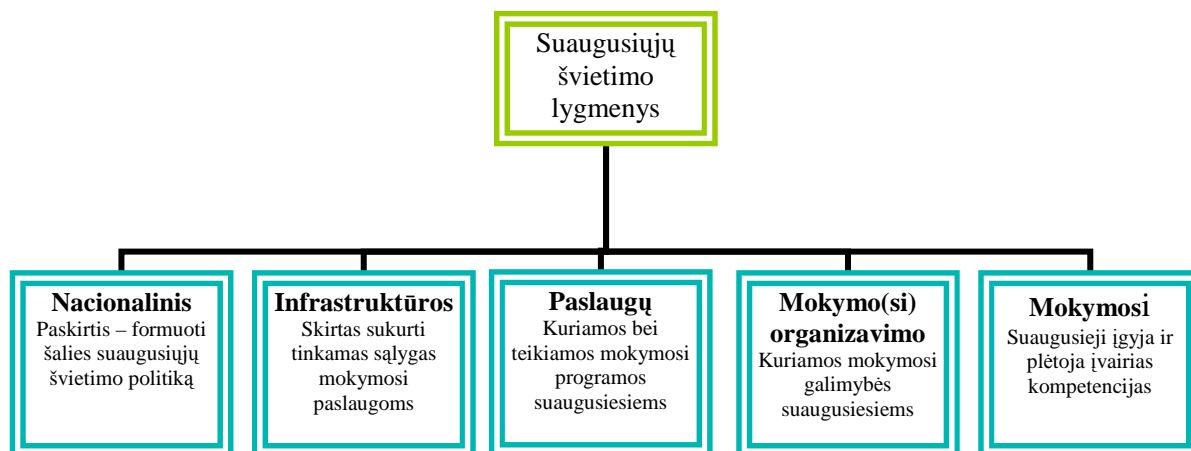 Suaugusiųjų
švietimo
lygmenys
Nacionalinis
Paskirtis – formuoti
šalies suaugusiųjų
švietimo politiką
Infrastruktūros
Skirtas sukurti
tinkamas sąlygas
mokymosi
paslaugoms
Paslaugų
Kuriamos bei
teikiamos mokymosi
programos
suaugusiesiems
Mokymo(si)
organizavimo
Kuriamos mokymosi
galimybės
suaugusiesiems
Mokymosi
Suaugusieji įgyja ir
plėtoja įvairias
kompetencijas